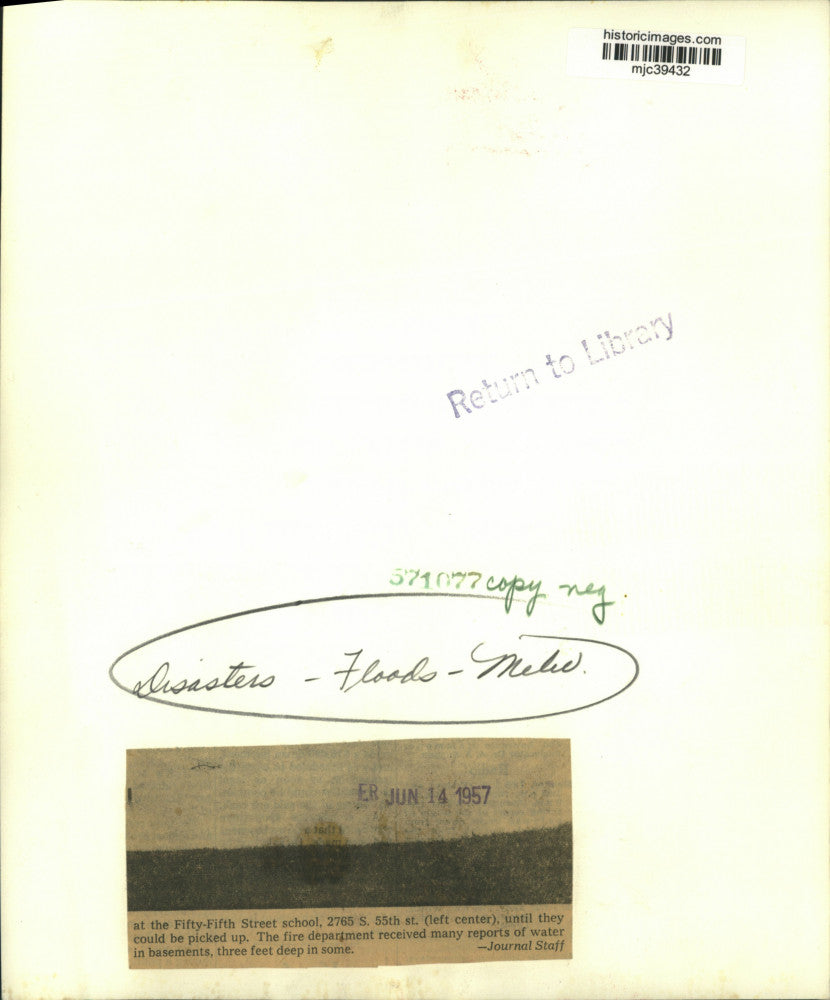 historicimages.com
mjc39432
Return to Library
571077 copy neg
Disasters - Floods - Milw.
ER JUN 14 1957
at the Fifty-Fifth Street school, 2765 S. 55th st. (left center), until they
could be picked up. The fire department received many reports of water
in basements, three feet deep in some. —Journal Staff